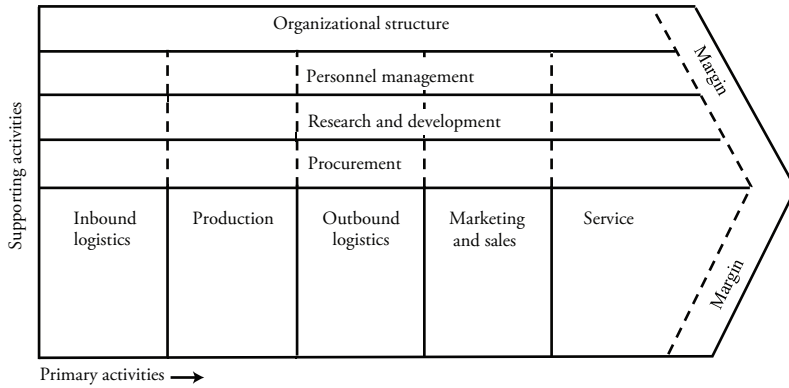 Organizational structure
Personnel management
Research and development
Procurement
Supporting activities
Margin
Inbound
logistics
Production
Outbound
logistics
Marketing
and sales
Service
Margin
Primary activities